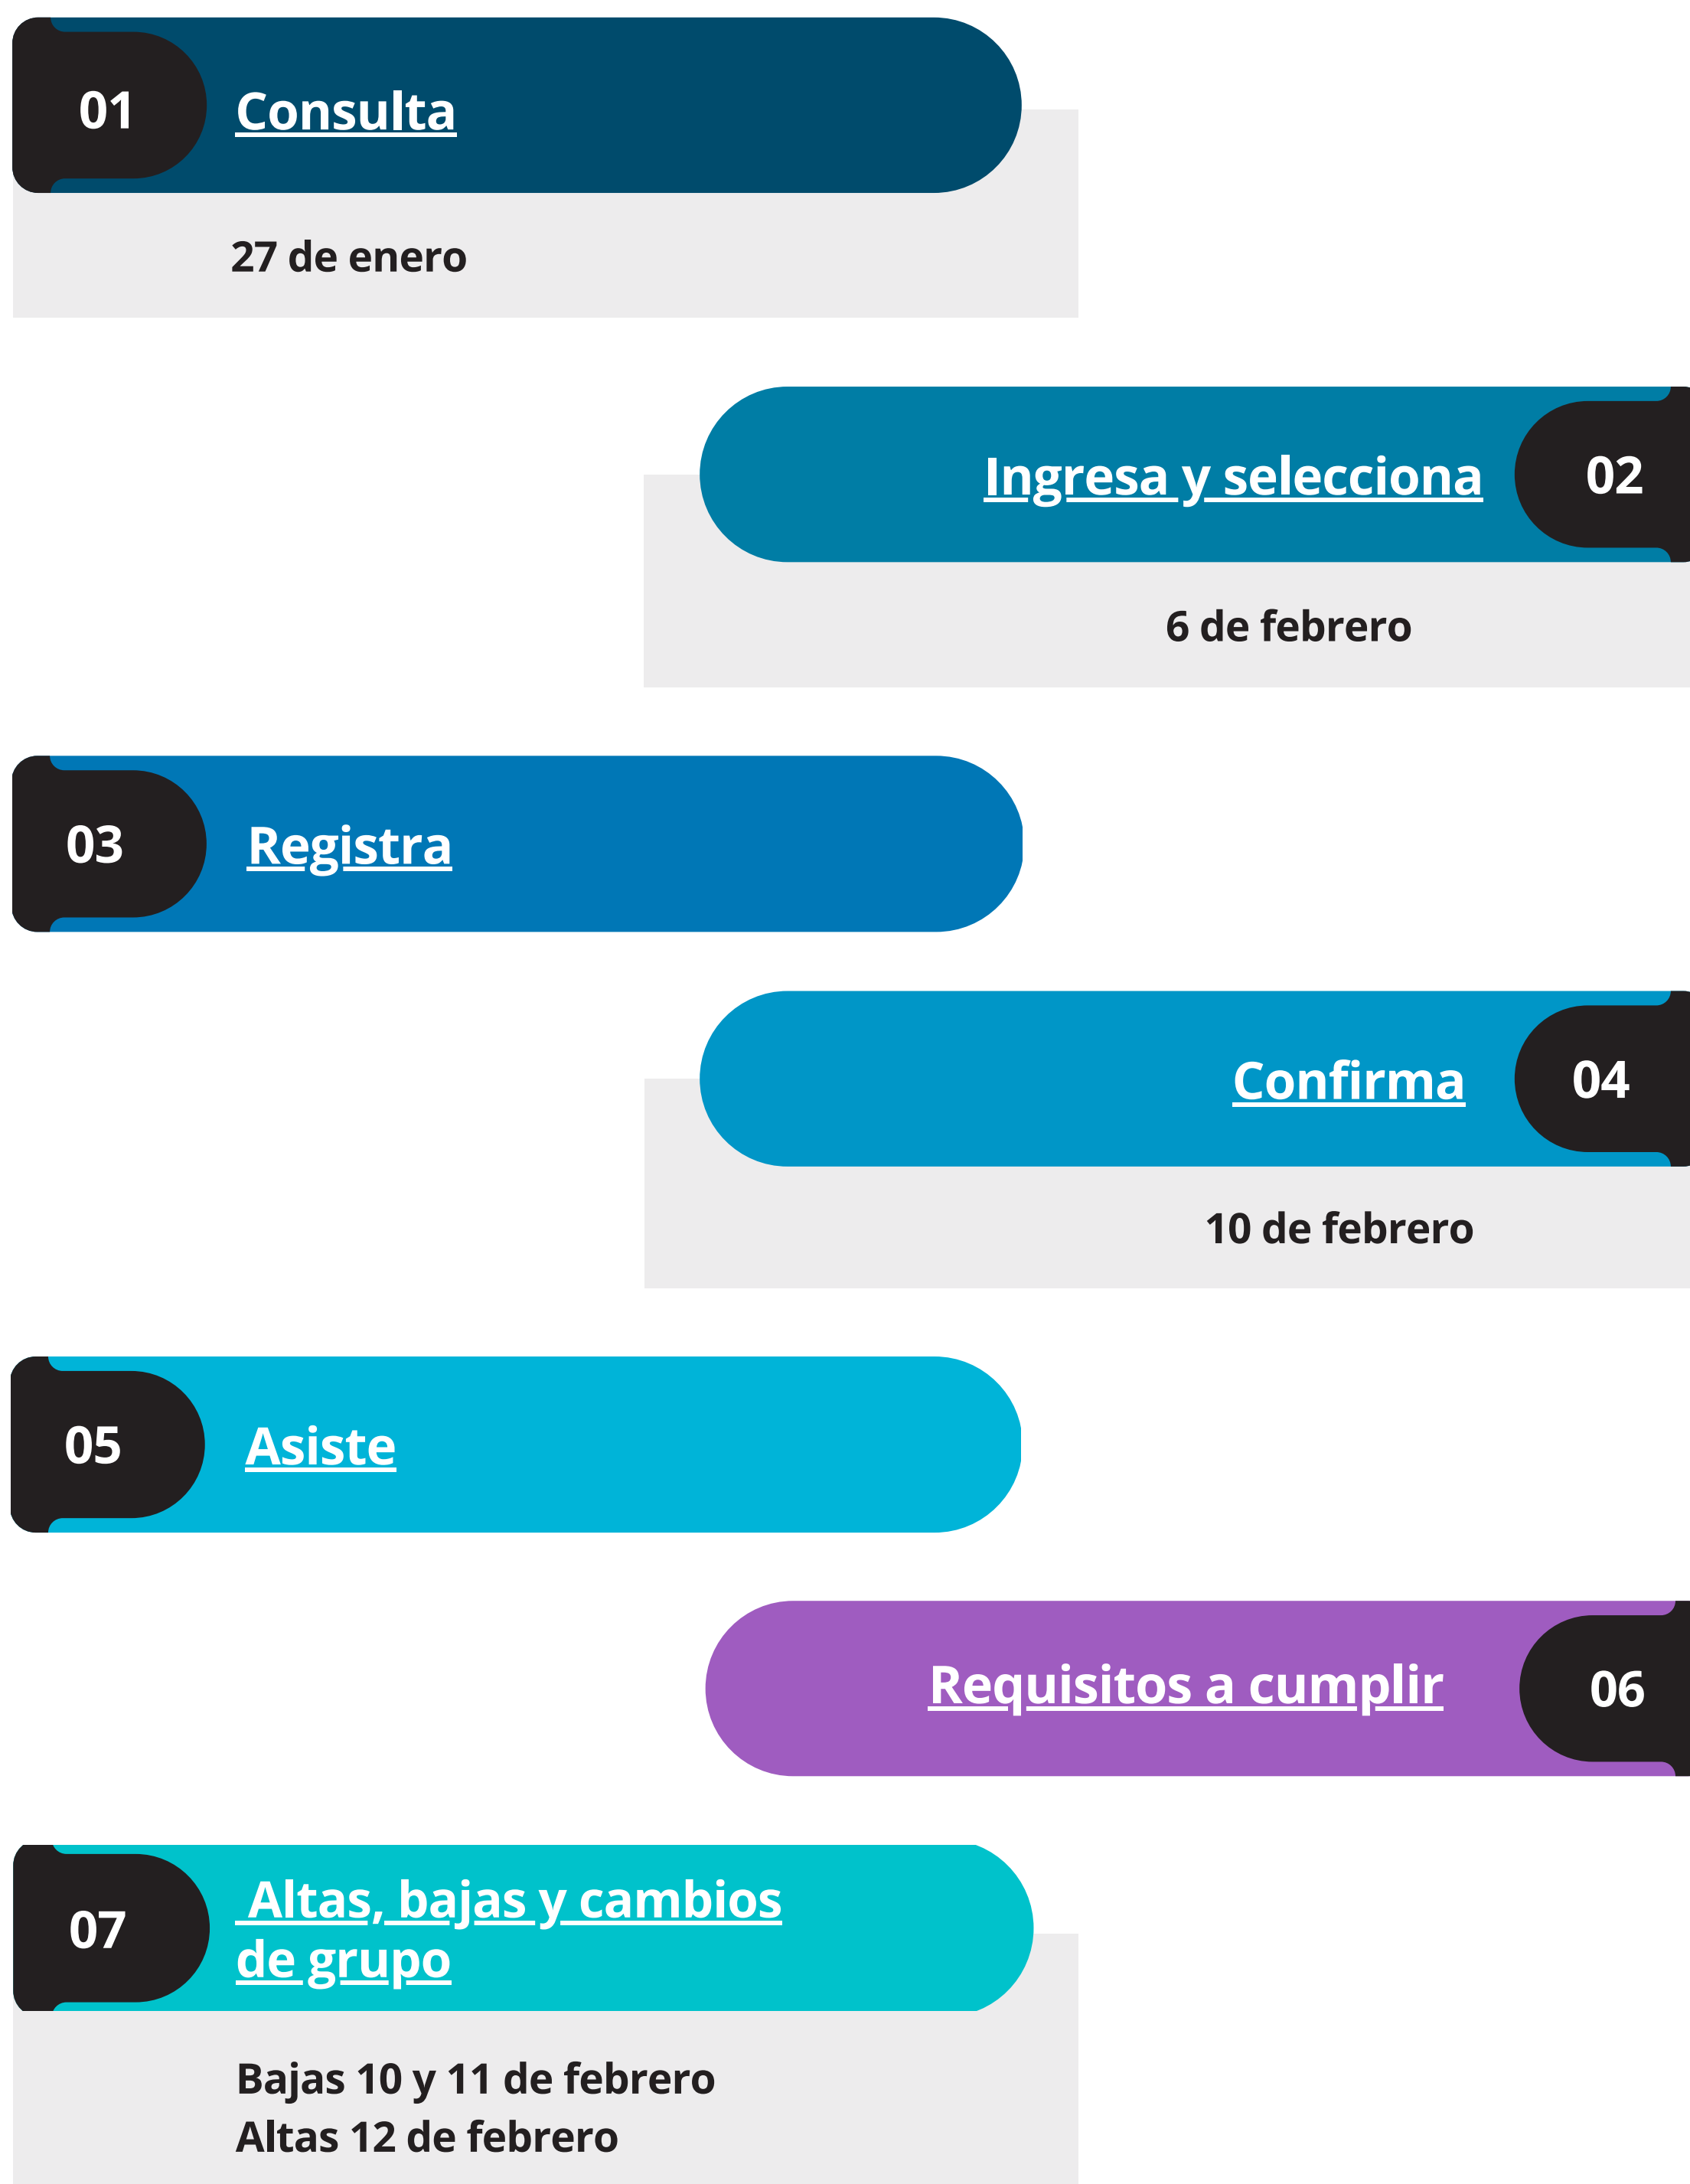 01
Consulta
27 de enero
Ingresa y selecciona
02
6 de febrero
03
Registra
Confirma
04
10 de febrero
05
Asiste
Requisitos a cumplir
06
07
Altas, bajas y cambios
de grupo
Bajas 10 y 11 de febrero
Altas 12 de febrero